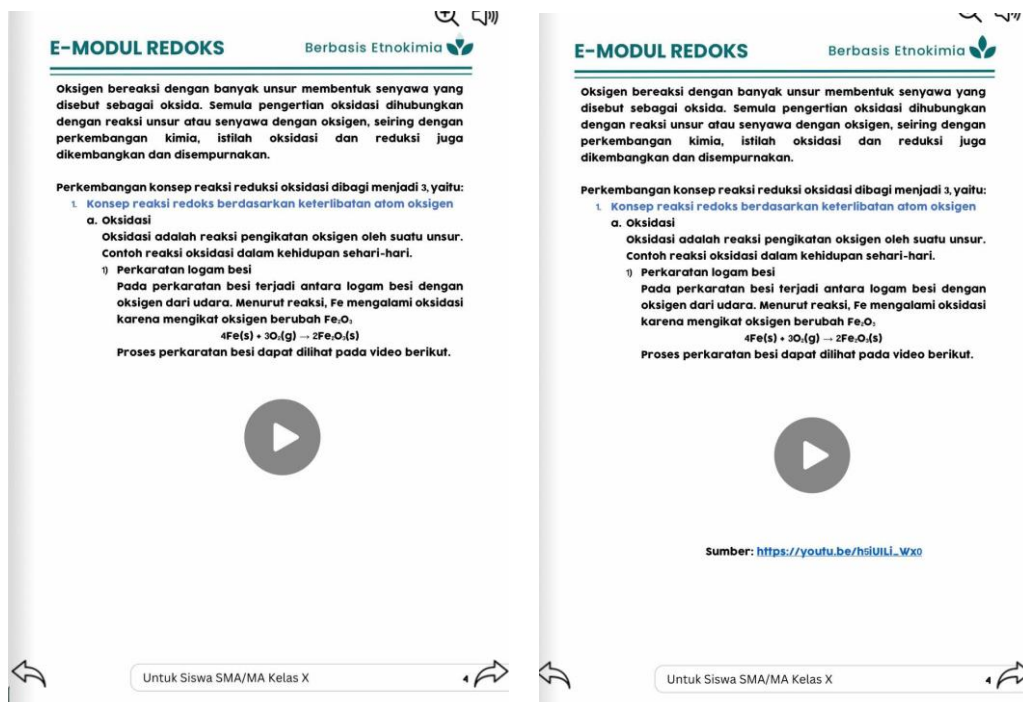 E-MODUL REDOKS
Berbasis Etnokimia
Oksigen bereaksi dengan banyak unsur membentuk senyawa yang
disebut sebagai oksida. Semula pengertian oksidasi dihubungkan
dengan reaksi unsur atau senyawa dengan oksigen, seiring dengan
perkembangan kimia, istilah oksidasi dan reduksi juga
dikembangkan dan disempurnakan.
Perkembangan konsep reaksi reduksi oksidasi dibagi menjadi 3, yaitu:
1. Konsep reaksi redoks berdasarkan keterlibatan atom oksigen
a. Oksidasi
Oksidasi adalah reaksi pengikatan oksigen oleh suatu unsur.
Contoh reaksi oksidasi dalam kehidupan sehari-hari.
1) Perkaratan logam besi
Pada perkaratan besi terjadi antara logam besi dengan
oksigen dari udara. Menurut reaksi, Fe mengalami oksidasi
karena mengikat oksigen berubah Fe₂O₃
4Fe(s) + 3O₂(g) → 2Fe₂O₃(s)
Proses perkaratan besi dapat dilihat pada video berikut.
Untuk Siswa SMA/MA Kelas X
4
E-MODUL REDOKS
Berbasis Etnokimia
Oksigen bereaksi dengan banyak unsur membentuk senyawa yang
disebut sebagai oksida. Semula pengertian oksidasi dihubungkan
dengan reaksi unsur atau senyawa dengan oksigen, seiring dengan
perkembangan kimia, istilah oksidasi dan reduksi juga
dikembangkan dan disempurnakan.
Perkembangan konsep reaksi reduksi oksidasi dibagi menjadi 3, yaitu:
1. Konsep reaksi redoks berdasarkan keterlibatan atom oksigen
a. Oksidasi
Oksidasi adalah reaksi pengikatan oksigen oleh suatu unsur.
Contoh reaksi oksidasi dalam kehidupan sehari-hari.
1) Perkaratan logam besi
Pada perkaratan besi terjadi antara logam besi dengan
oksigen dari udara. Menurut reaksi, Fe mengalami oksidasi
karena mengikat oksigen berubah Fe₂O₃
4Fe(s) + 3O₂(g) → 2Fe₂O₃(s)
Proses perkaratan besi dapat dilihat pada video berikut.
Sumber: https://youtu.be/h5iUILi_Wx0
Untuk Siswa SMA/MA Kelas X
4